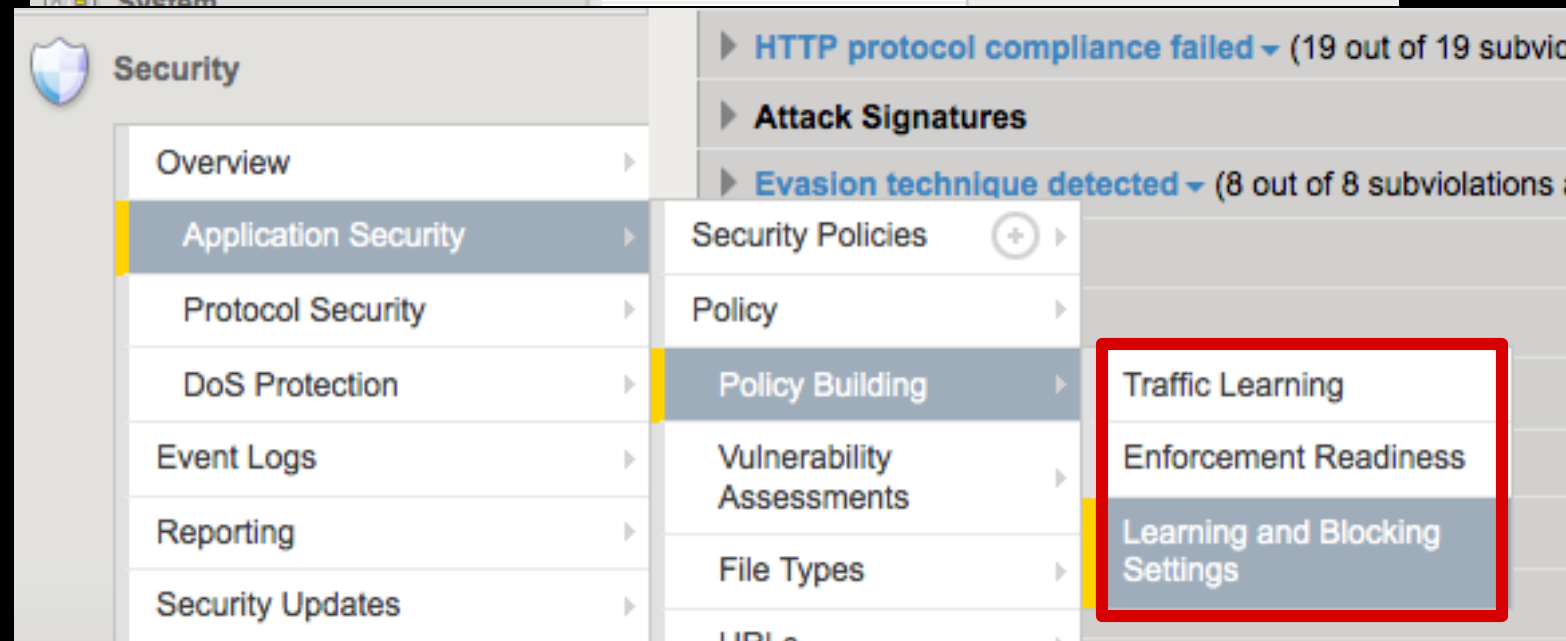 System
Security
HTTP protocol compliance failed (19 out of 19
Attack Signatures
Evasion technique detected (8 out of 8 subviolations
Overview
Application Security
Protocol Security
DoS Protection
Event Logs
Reporting
Security Updates
Security Policies
Policy
Policy Building
Vulnerability
Assessments
File Types
URLs
Traffic Learning
Enforcement Readiness
Learning and Blocking
Settings